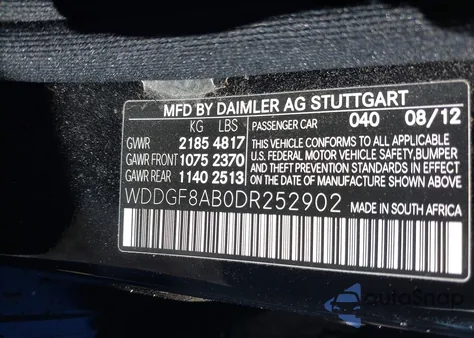 MFD BY DAIMLER AG STUTTGART
KG LBS
PASSENGER CAR 040 08/12
GVWR 2185 4817
GAWR FRONT 1075 2370
GAWR REAR 1140 2513
THIS VEHICLE CONFORMS TO ALL APPLICABLE
U.S. FEDERAL MOTOR VEHICLE SAFETY,BUMPER
AND THEFT PREVENTION STANDARDS IN EFFECT
ON THE DATE OF MANUFACTURE SHOWN ABOVE.
WDDGF8AB0DR252902
MADE IN SOUTH AFRICA
autoSnap